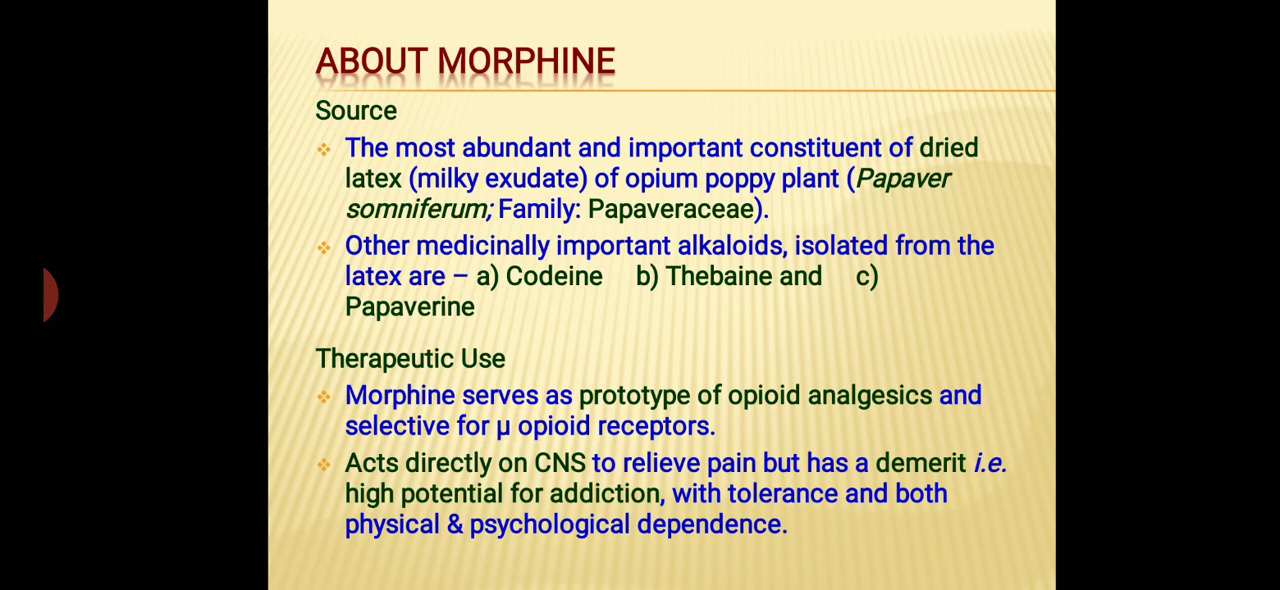 ABOUT MORPHINE
Source
❖ The most abundant and important constituent of dried
latex (milky exudate) of opium poppy plant (Papaver
somniferum; Family: Papaveraceae).
❖ Other medicinally important alkaloids, isolated from the
latex are – a) Codeine b) Thebaine and c)
Papaverine
Therapeutic Use
❖ Morphine serves as prototype of opioid analgesics and
selective for µ opioid receptors.
❖ Acts directly on CNS to relieve pain but has a demerit i.e.
high potential for addiction, with tolerance and both
physical & psychological dependence.